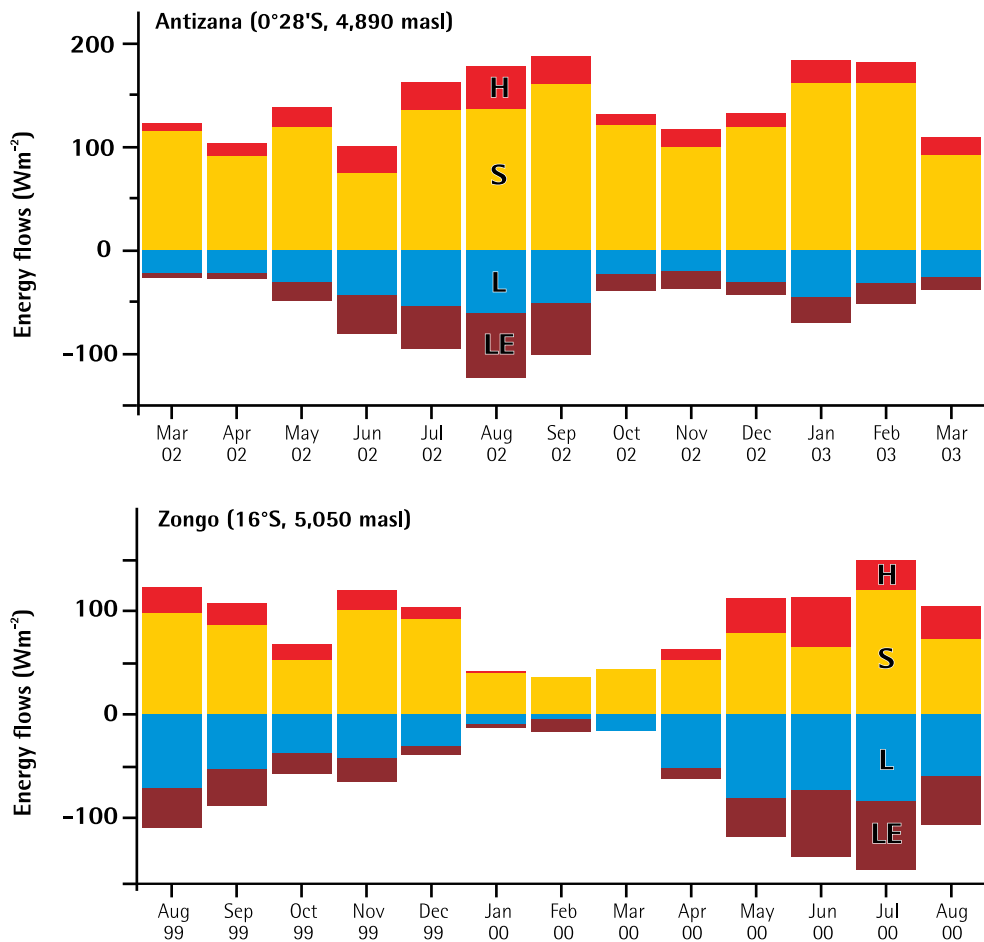 Antizana (0°28'S, 4,890 masl)
Energy flows (Wm⁻²)
200
100
0
-100
H
S
L
LE
Mar Apr May Jun Jul Aug Sep Oct Nov Dec Jan Feb Mar
02 02 02 02 02 02 02 02 02 02 03 03 03
Zongo (16°S, 5,050 masl)
Energy flows (Wm⁻²)
100
0
-100
H
S
L
LE
Aug Sep Oct Nov Dec Jan Feb Mar Apr May Jun Jul Aug
99 99 99 99 99 00 00 00 00 00 00 00 00